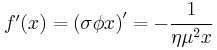 f′(x) = (σϕx)′ = − 1 / ημ²x